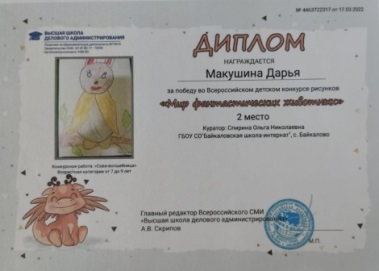 № 4463722317 от 17.03.2022
ВЫСШАЯ ШКОЛА
ДЕЛОВОГО АДМИНИСТРИРОВАНИЯ
ДИПЛОМ
НАГРАЖДАЕТСЯ
Макушина Дарья
за победу во Всероссийском детском конкурсе рисунков
«Мир фантастических животных»
2 место
Куратор: Спирина Ольга Николаевна
ГБОУ СО"Байкаловская школа-интернат", с. Байкалово
Конкурсная работа: «Сова-волшебница»
Возрастная категория от 7 до 9 лет
Главный редактор Всероссийского СМИ
«Высшая школа делового администрирования»
А.В. Скрипов
М.П.